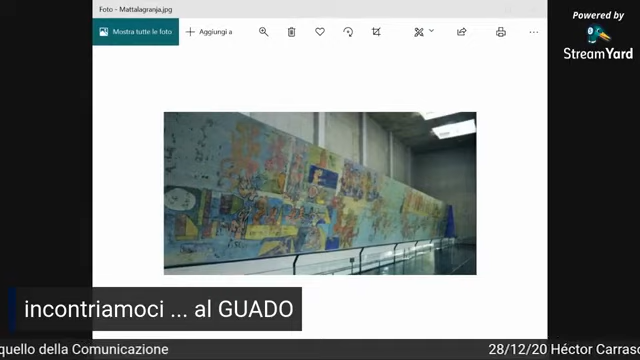 Foto - Mattalagranja.jpg
Mostra tutte le foto
Aggiungi a
Powered by
StreamYard
incontriamoci ... al GUADO
quello della Comunicazione
28/12/20 Héctor Carrasc